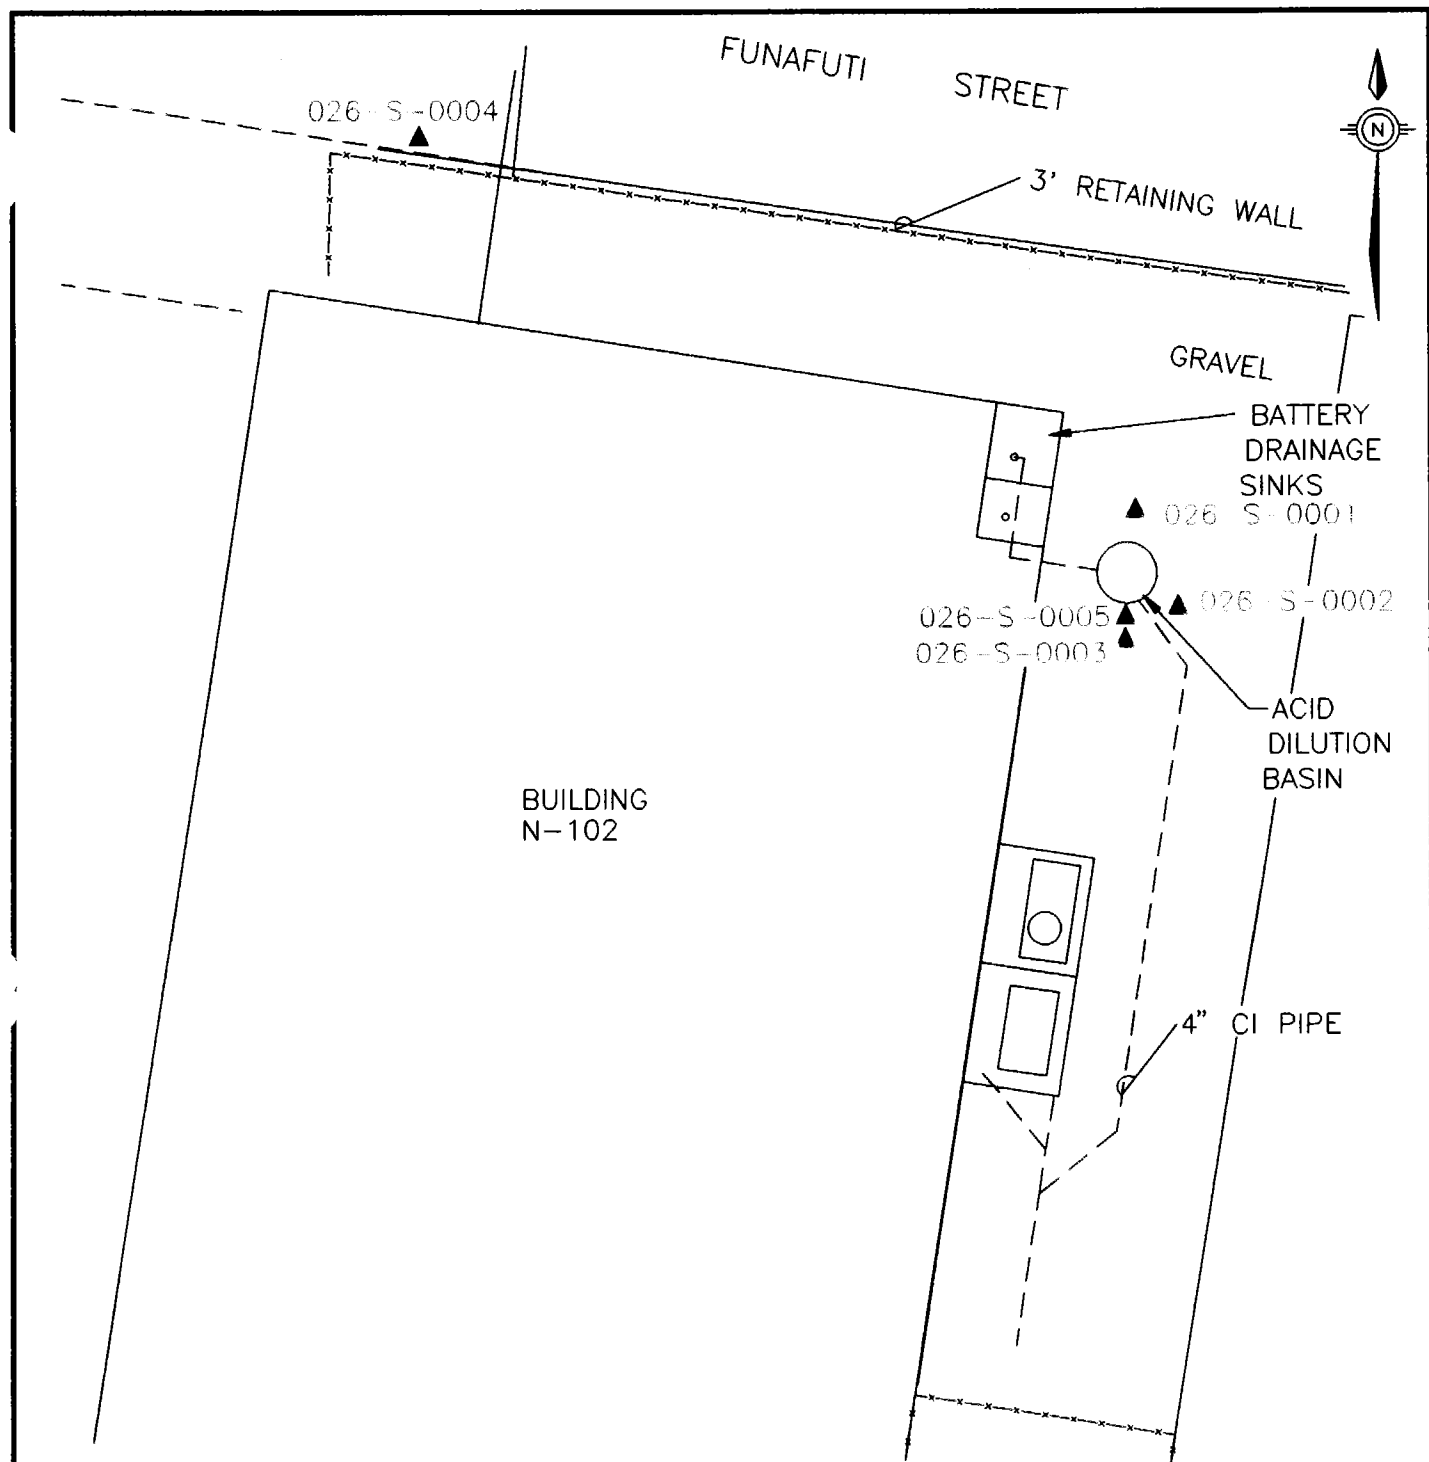 FUNAFUTI STREET
026-S-0004
N
3' RETAINING WALL
GRAVEL
BATTERY
DRAINAGE
SINKS
026 S-0001
026-S-0002
026-S-0005
026-S-0003
ACID
DILUTION
BASIN
BUILDING
N-102
4" CI PIPE